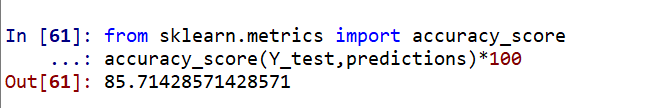 In [61]: from sklearn.metrics import accuracy_score
...: accuracy_score(Y_test,predictions)*100
Out[61]: 85.71428571428571